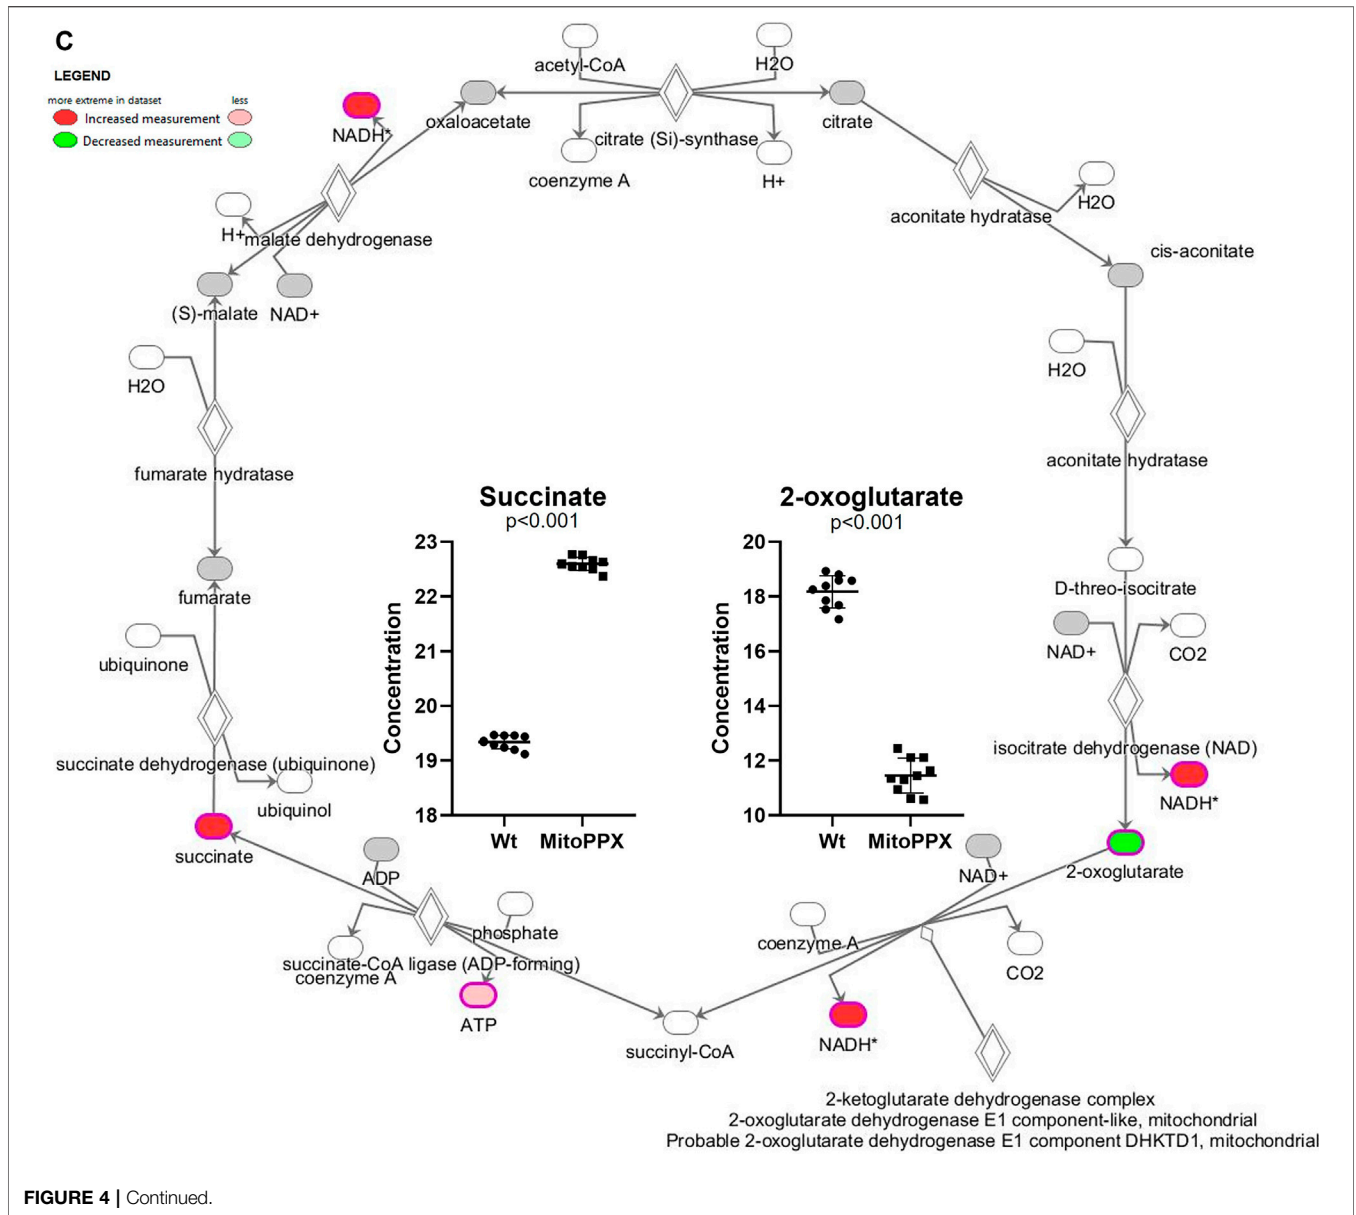 C
LEGEND
more extreme in dataset
less
Increased measurement
Decreased measurement
acetyl-CoA
H2O
NADH*
oxaloacetate
citrate (Si)-synthase
citrate
coenzyme A
H+
aconitate hydratase
H2O
H+
malate dehydrogenase
cis-aconitate
(S)-malate
NAD+
H2O
H2O
fumarate hydratase
aconitate hydratase
Succinate
p<0.001
23
22
21
20
19
18
Concentration
Wt
MitoPPX
2-oxoglutarate
p<0.001
20
18
16
14
12
10
Concentration
Wt
MitoPPX
fumarate
D-threo-isocitrate
ubiquinone
NAD+
CO2
succinate dehydrogenase (ubiquinone)
isocitrate dehydrogenase (NAD)
ubiquinol
NADH*
succinate
ADP
NAD+
2-oxoglutarate
phosphate
coenzyme A
succinate-CoA ligase (ADP-forming)
coenzyme A
CO2
ATP
succinyl-CoA
NADH*
2-ketoglutarate dehydrogenase complex
2-oxoglutarate dehydrogenase E1 component-like, mitochondrial
Probable 2-oxoglutarate dehydrogenase E1 component DHKTD1, mitochondrial
FIGURE 4 | Continued.